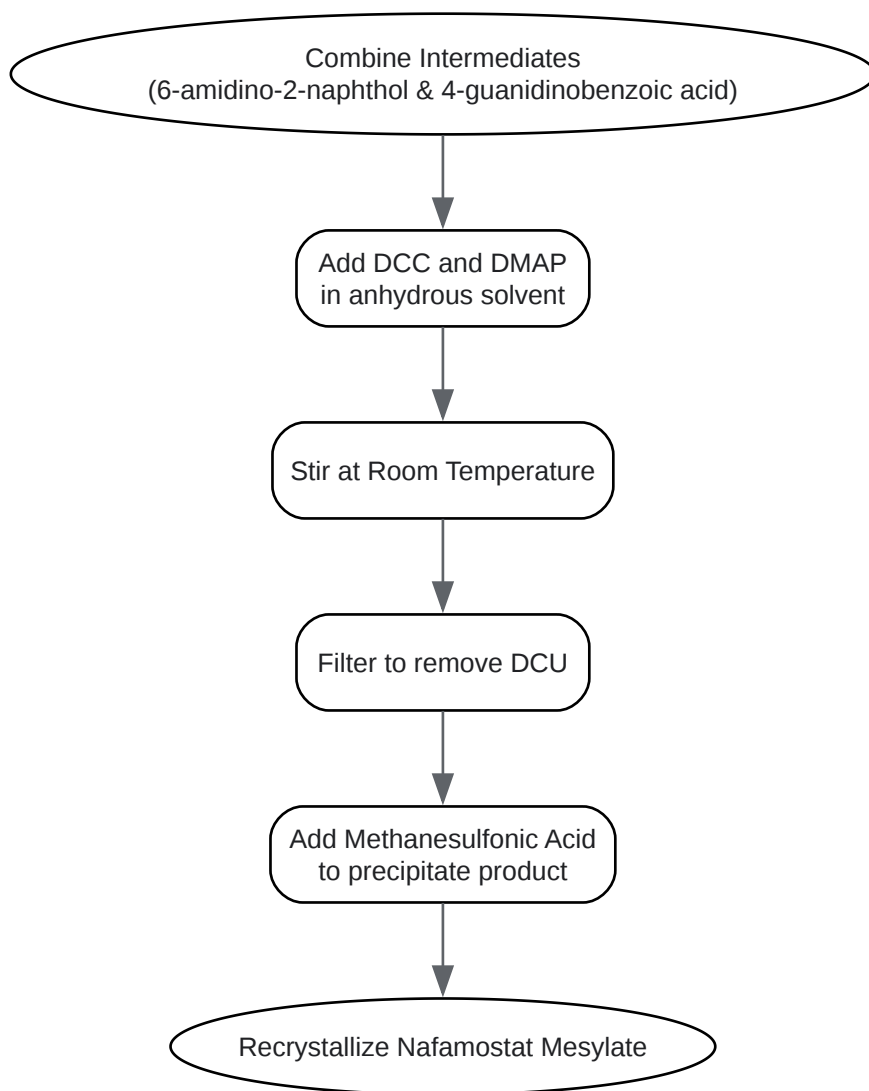 Combine Intermediates
(6-amidino-2-naphthol & 4-guanidinobenzoic acid)
Add DCC and DMAP
in anhydrous solvent
Stir at Room Temperature
Filter to remove DCU
Add Methanesulfonic Acid
to precipitate product
Recrystallize Nafamostat Mesylate